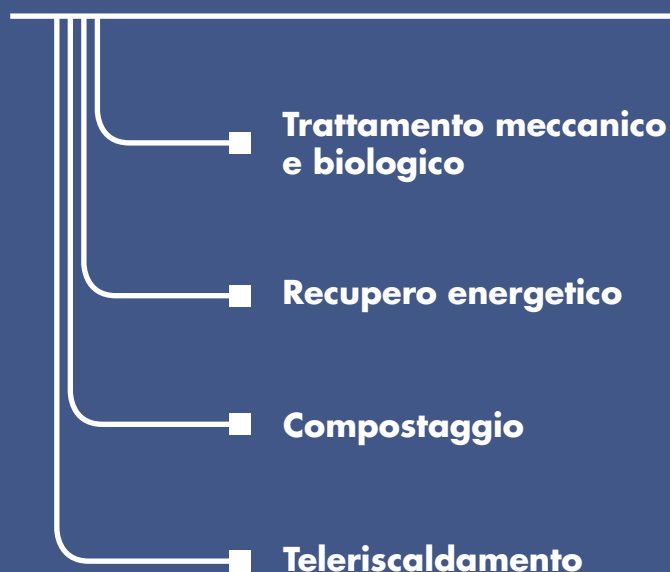 Trattamento meccanico
e biologico
Recupero energetico
Compostaggio
Teleriscaldamento